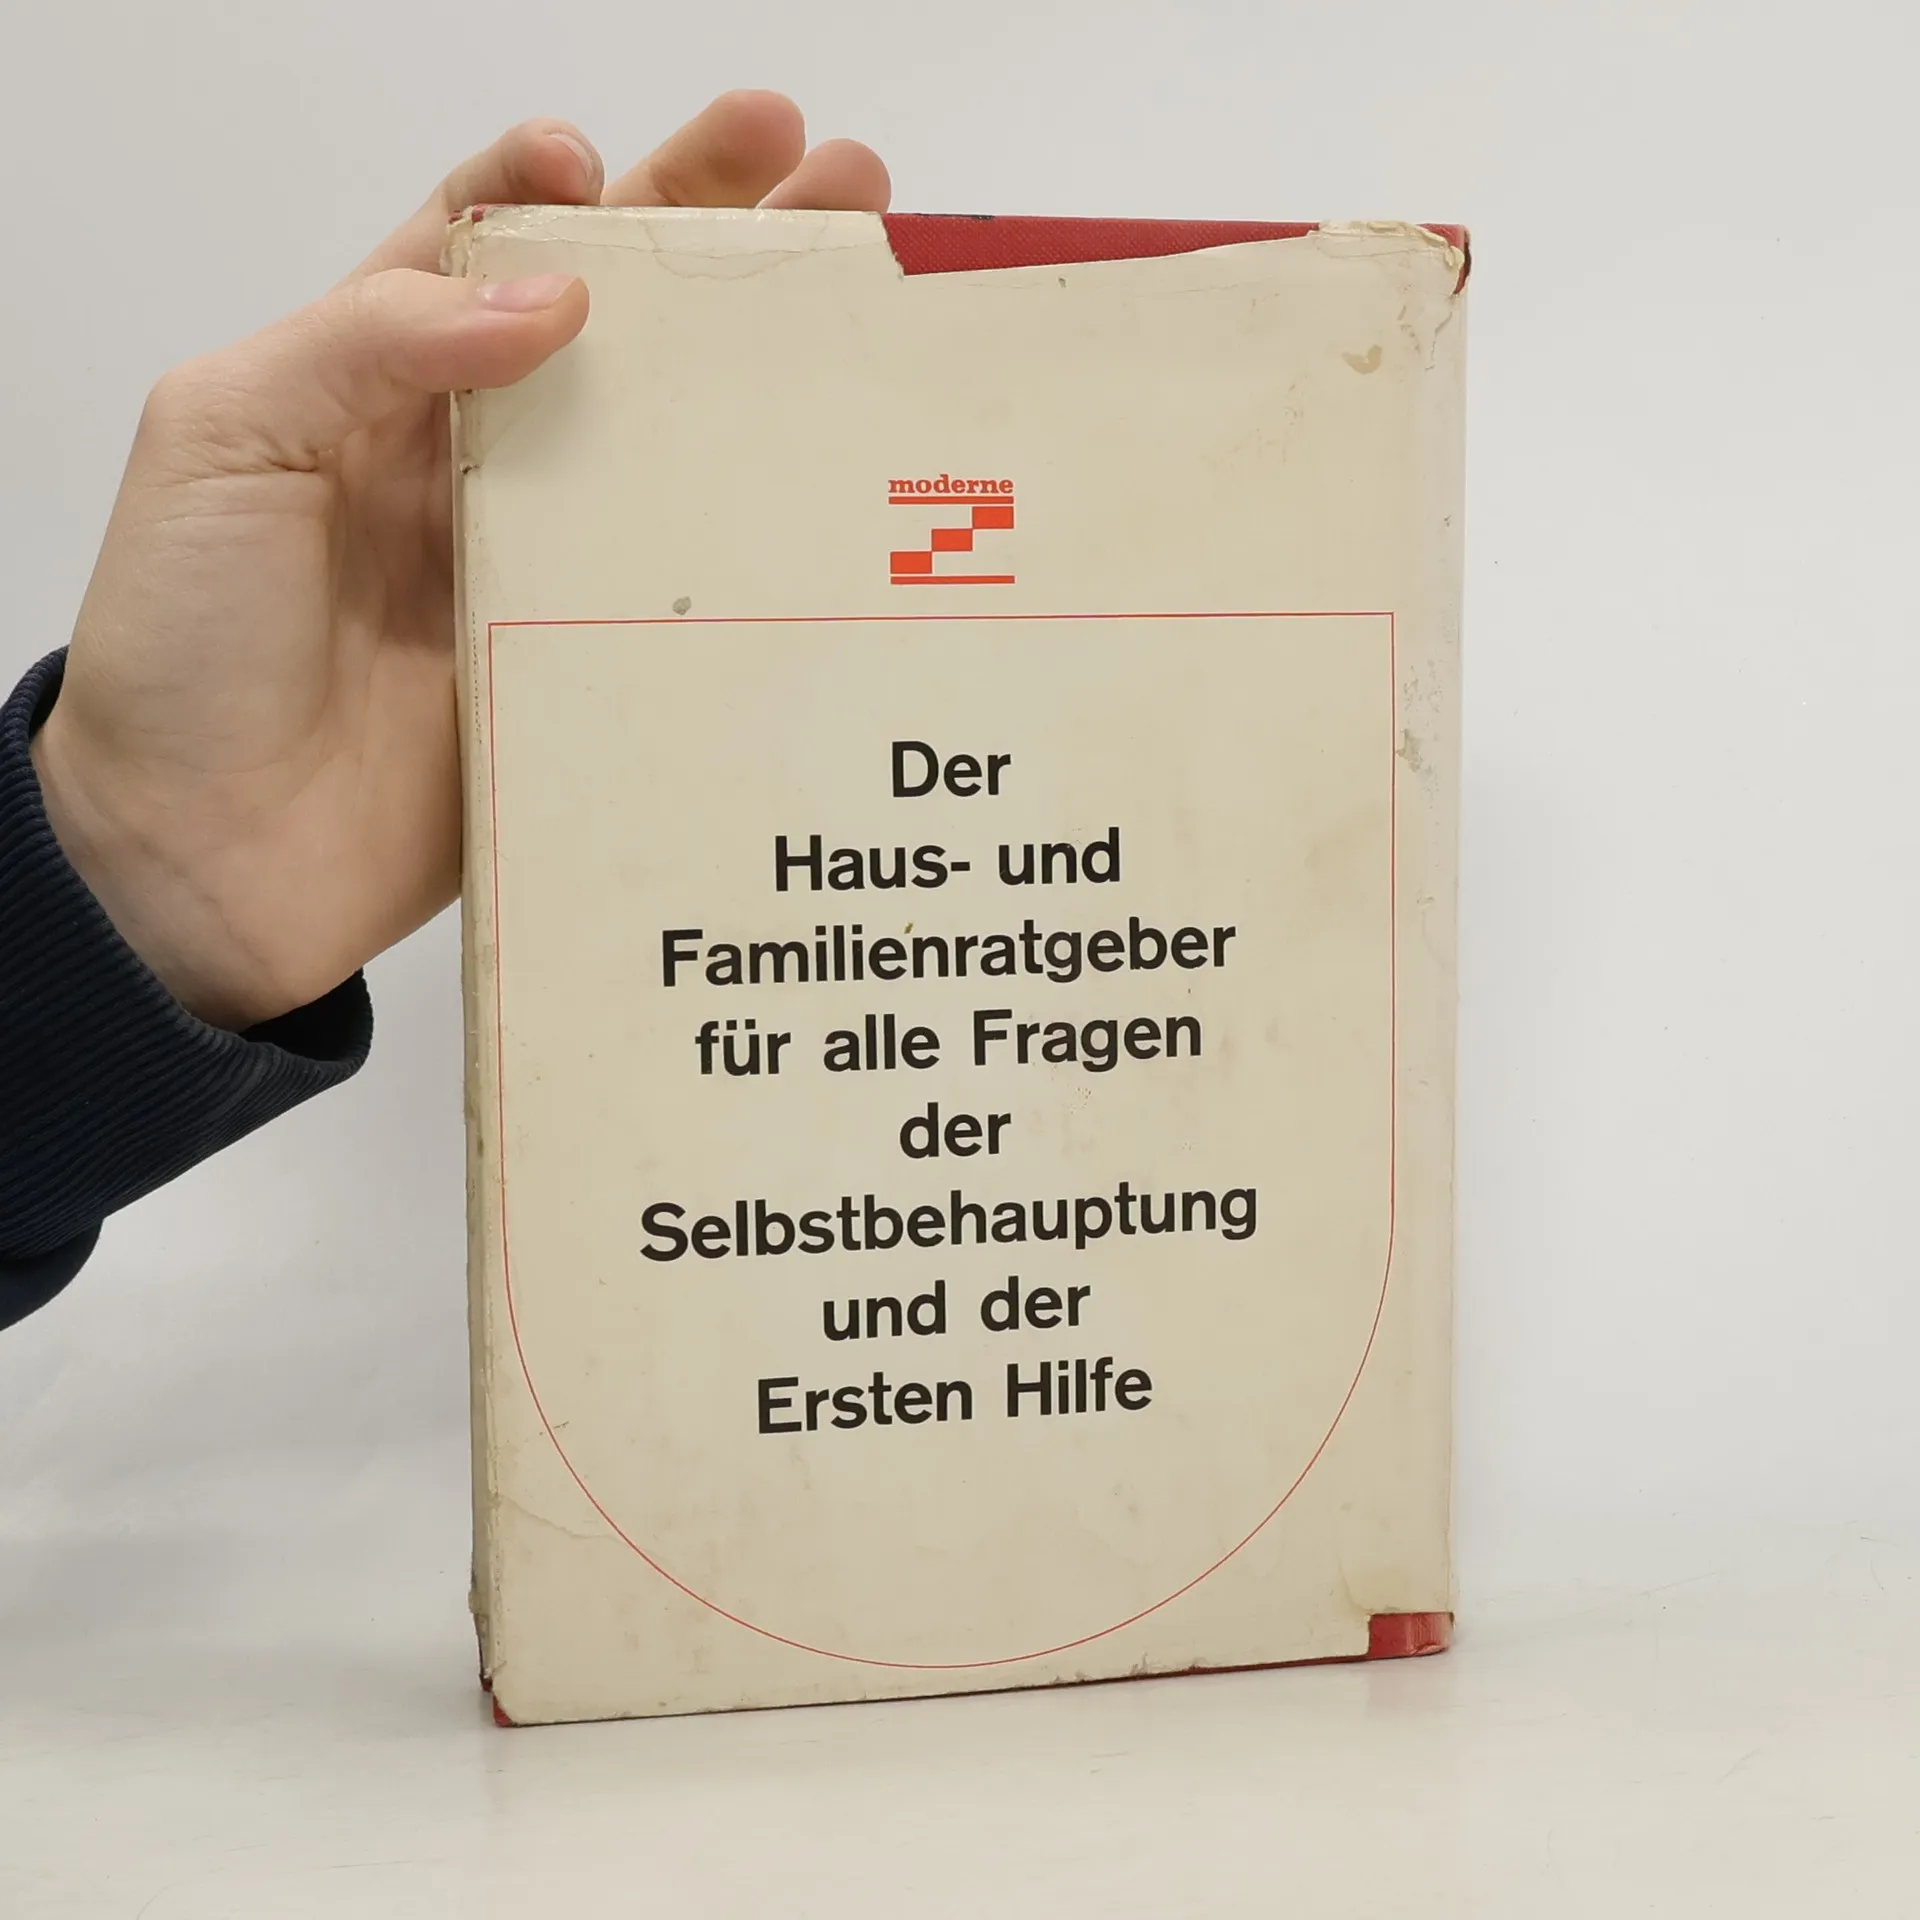 moderne
Z
Der
Haus- und
Familienratgeber
für alle Fragen
der
Selbstbehauptung
und der
Ersten Hilfe